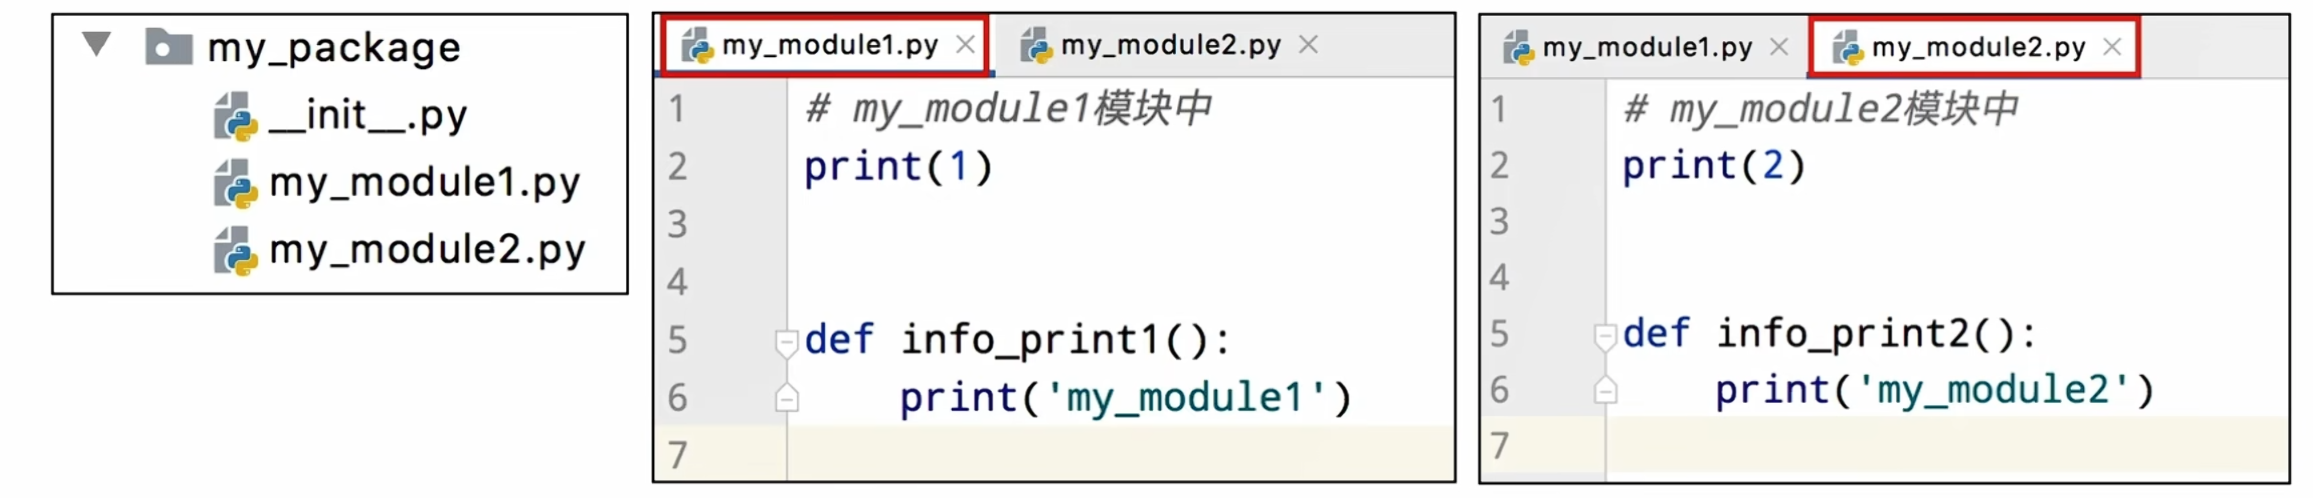 my_package
__init__.py
my_module1.py
my_module2.py
my_module1.py × my_module2.py ×
1 # my_module1模块中
2 print(1)
3
4
5 def info_print1():
6 print('my_module1')
7
my_module1.py × my_module2.py ×
1 # my_module2模块中
2 print(2)
3
4
5 def info_print2():
6 print('my_module2')
7